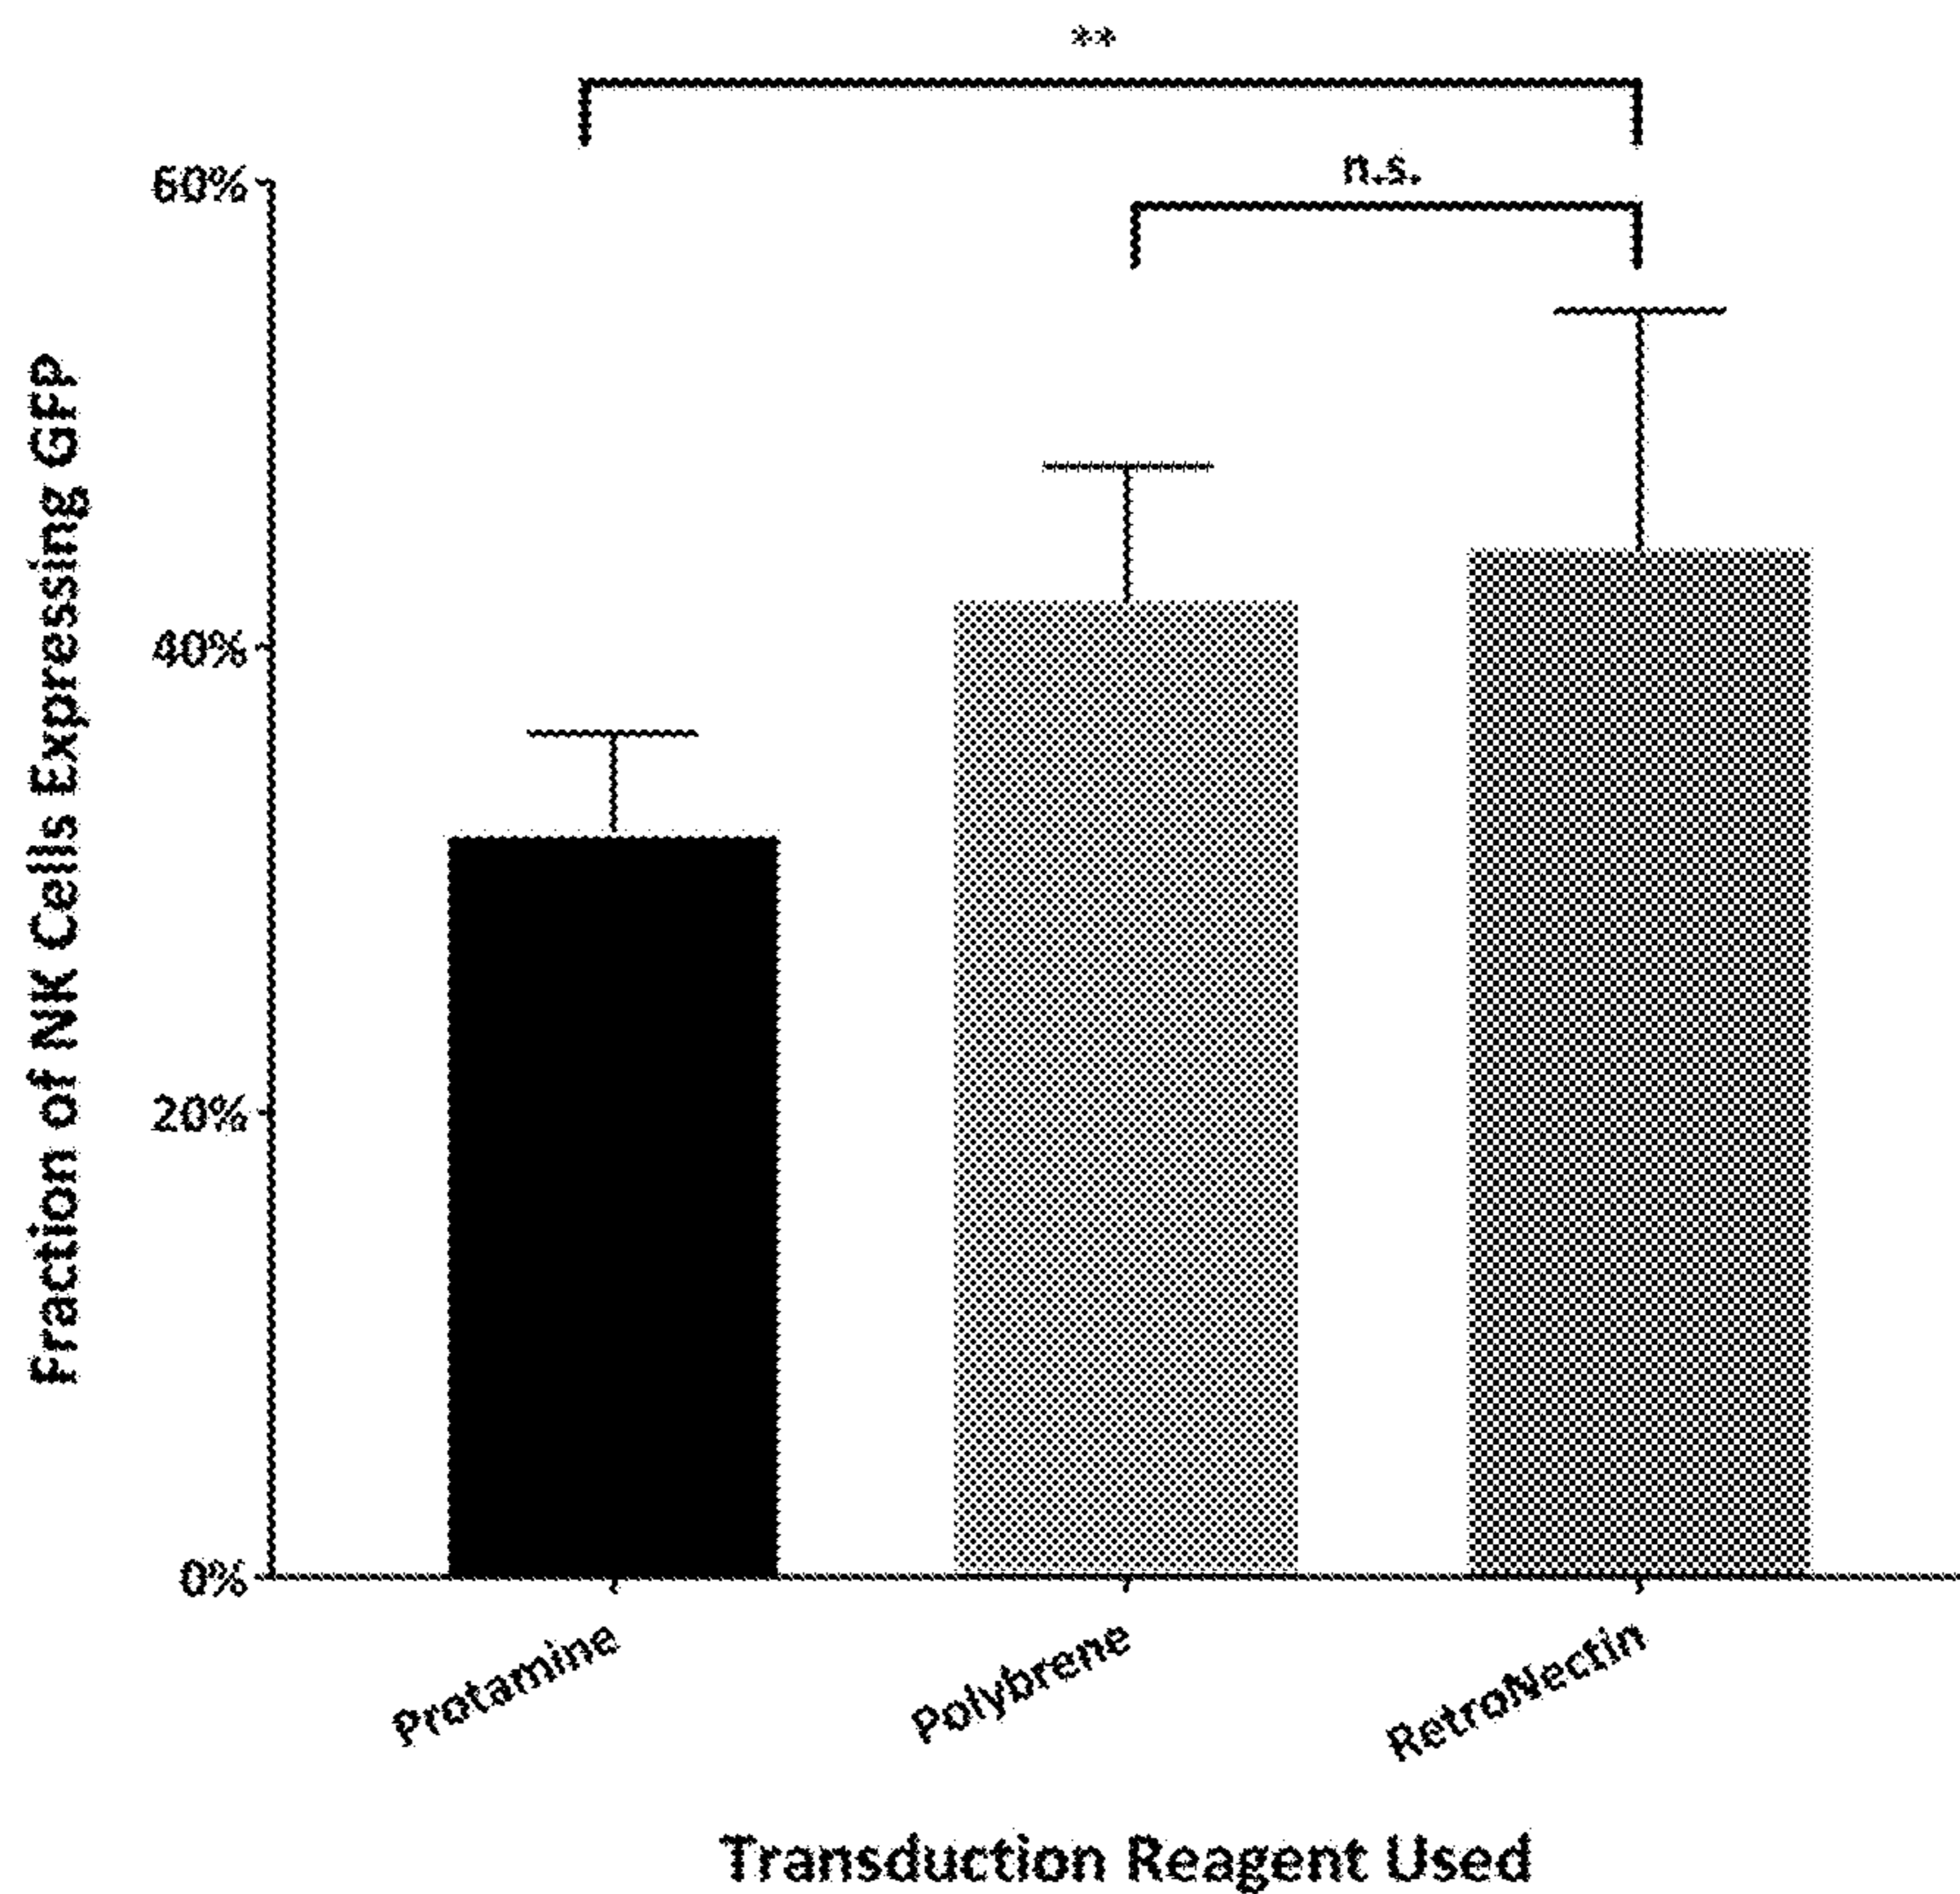 **
n.s.
60%
40%
20%
0%
Fraction of NK Cells Expressing GFP
Protamine
Polybrene
RetroNectin
Transduction Reagent Used